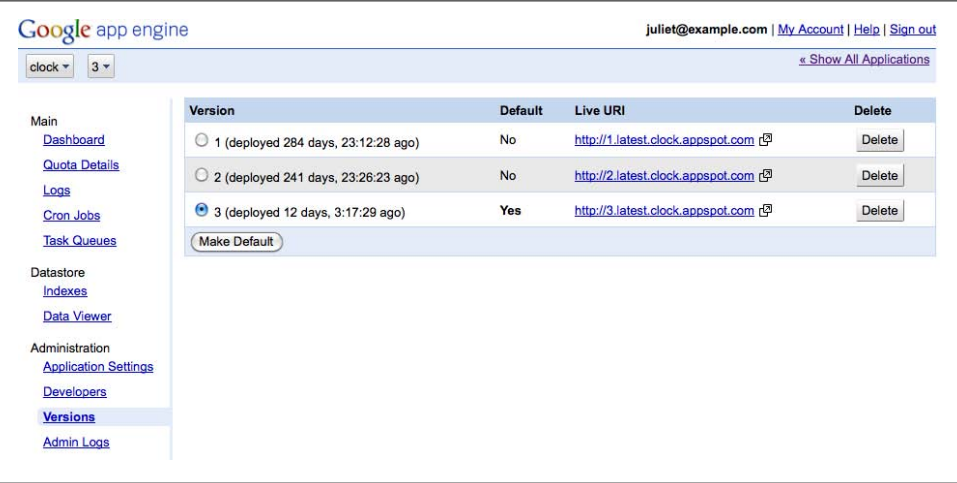 Google app engine
juliet@example.com | My Account | Help | Sign out
clock 3
« Show All Applications
Main
Dashboard
Quota Details
Logs
Cron Jobs
Task Queues
Datastore
Indexes
Data Viewer
Administration
Application Settings
Developers
Versions
Admin Logs
Version Default Live URI Delete
1 (deployed 284 days, 23:12:28 ago) No http://1.latest.clock.appspot.com Delete
2 (deployed 241 days, 23:26:23 ago) No http://2.latest.clock.appspot.com Delete
3 (deployed 12 days, 3:17:29 ago) Yes http://3.latest.clock.appspot.com Delete
Make Default